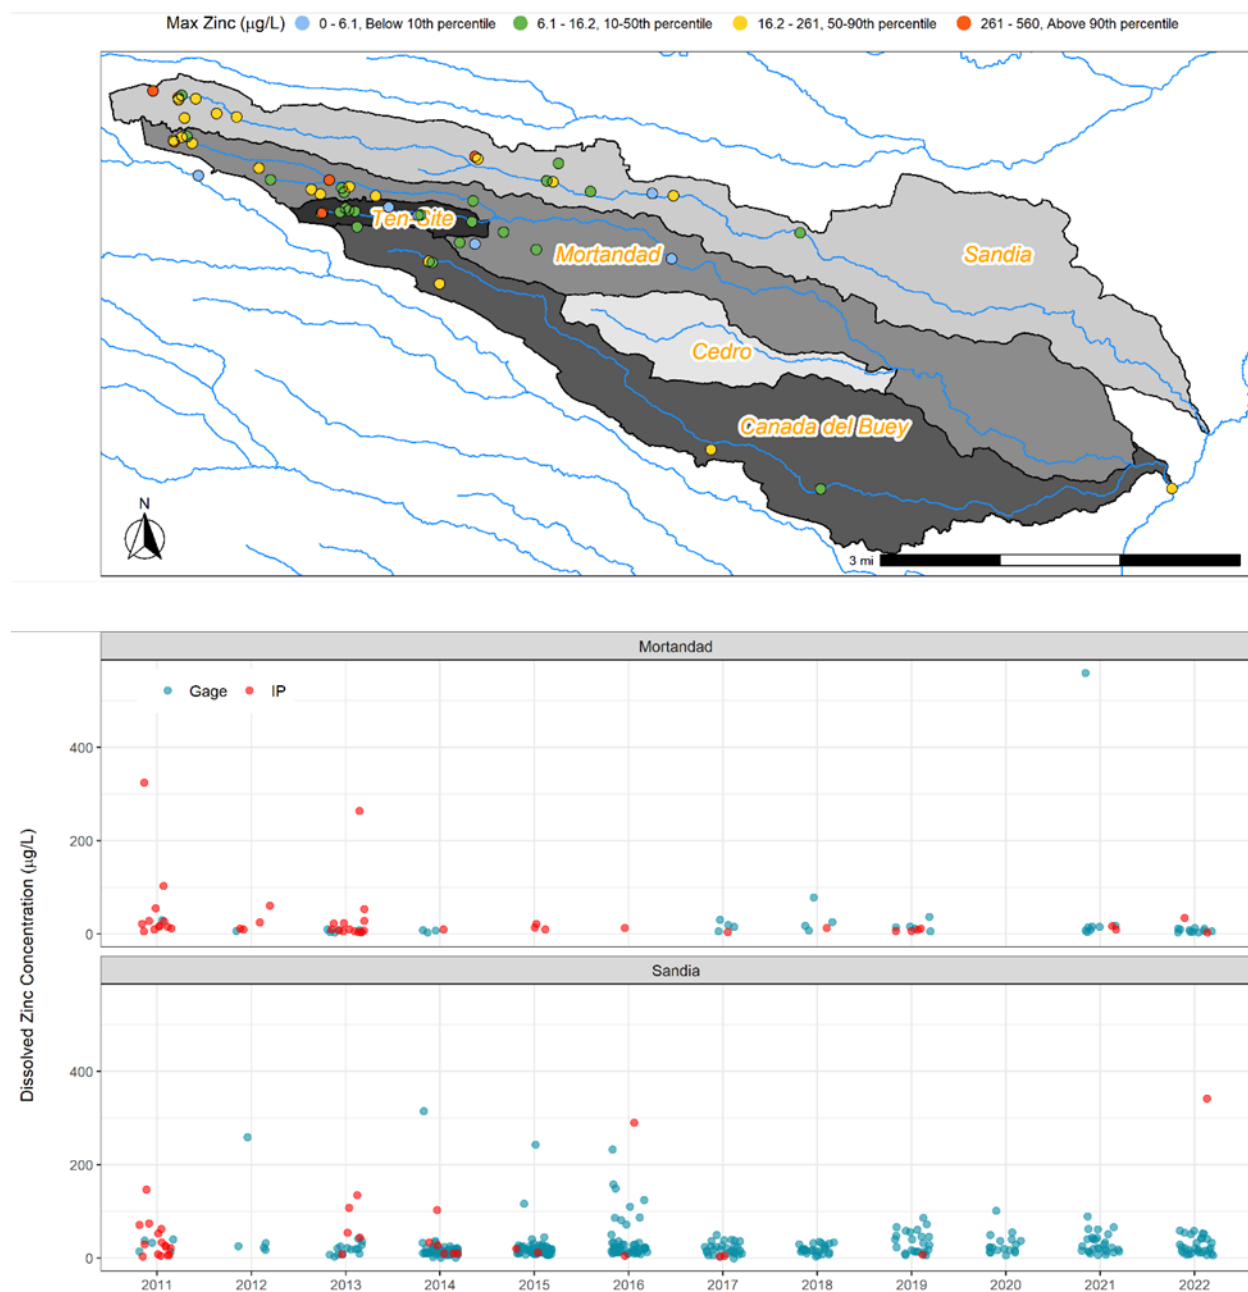 Max Zinc (µg/L) 0 - 6.1, Below 10th percentile 6.1 - 16.2, 10-50th percentile 16.2 - 261, 50-90th percentile 261 - 560, Above 90th percentile
Ten-Site
Mortandad
Sandia
Cedro
Canada del Buey
N
3 mi
Mortandad
Gage IP
400
200
0
Sandia
400
200
0
Dissolved Zinc Concentration (µg/L)
2011 2012 2013 2014 2015 2016 2017 2018 2019 2020 2021 2022